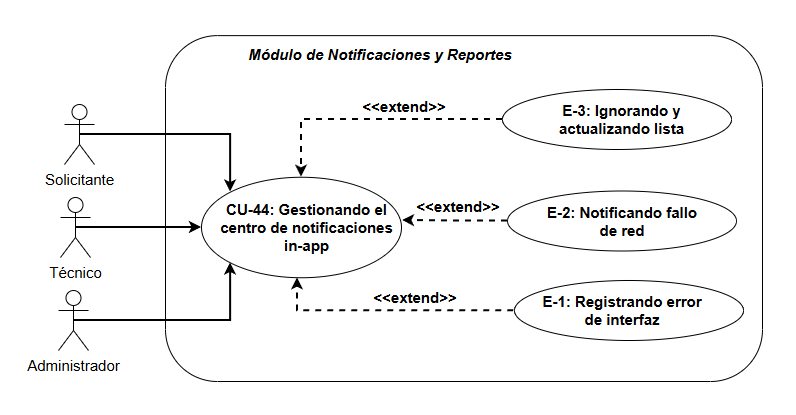 Módulo de Notificaciones y Reportes
<<extend>>
E-3: Ignorando y
actualizando lista
Solicitante
CU-44: Gestionando el
centro de notificaciones
in-app
<<extend>>
E-2: Notificando fallo
de red
Técnico
<<extend>>
E-1: Registrando error
de interfaz
Administrador